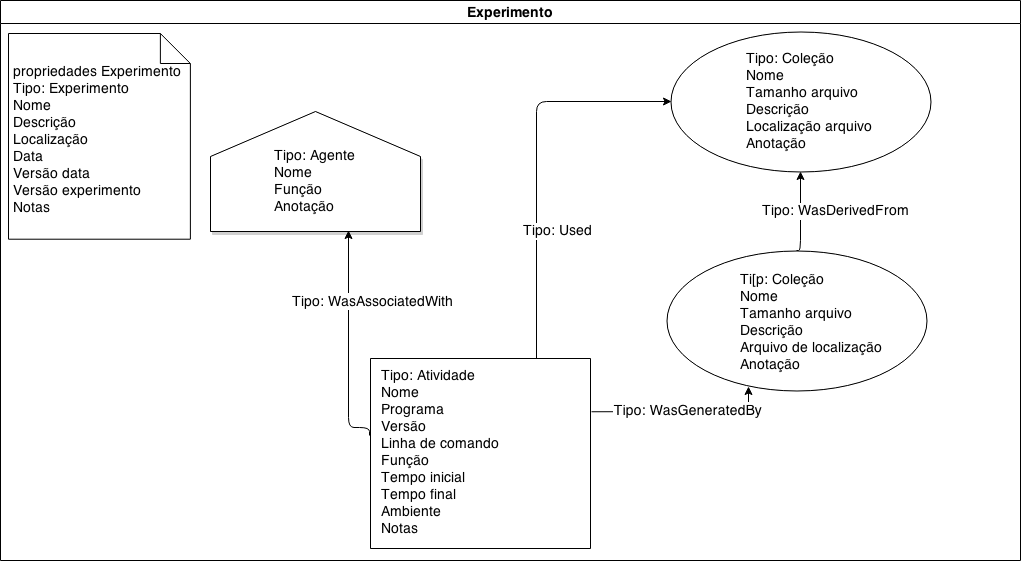 Experimento
propriedades Experimento
Tipo: Experimento
Nome
Descrição
Localização
Data
Versão data
Versão experimento
Notas
Tipo: Agente
Nome
Função
Anotação
Tipo: Coleção
Nome
Tamanho arquivo
Descrição
Localização arquivo
Anotação
Tipo: WasDerivedFrom
Tipo: Used
Ti[p: Coleção
Nome
Tamanho arquivo
Descrição
Arquivo de localização
Anotação
Tipo: WasAssociatedWith
Tipo: Atividade
Nome
Programa
Versão
Linha de comando
Função
Tempo inicial
Tempo final
Ambiente
Notas
Tipo: WasGeneratedBy